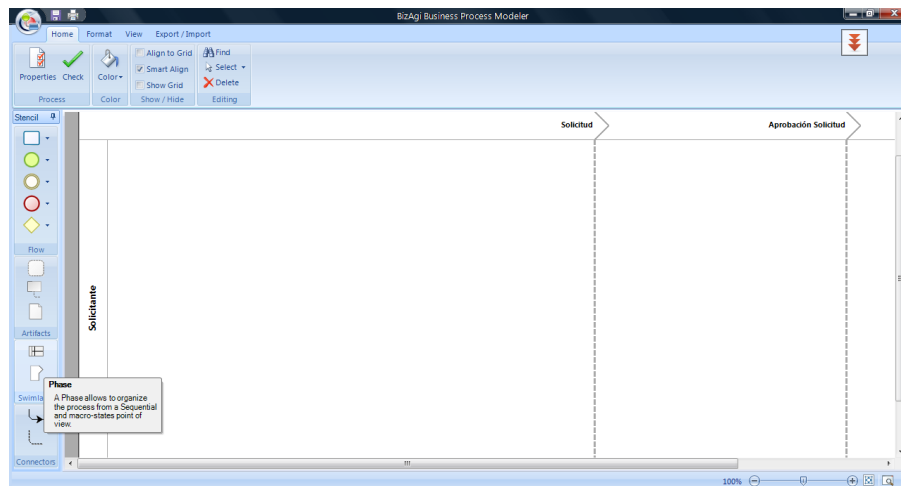 BizAgi Business Process Modeler
Home Format View Export / Import
Properties Check Color Align to Grid Find
Smart Align Select
Show Grid Delete
Process Color Show / Hide Editing
Stencil
Solicitud Aprobación Solicitud
Flow
Solicitante
Artifacts
Phase
A Phase allows to organize
the process from a Sequential
and macro-states point of
view.
Connectors
100%